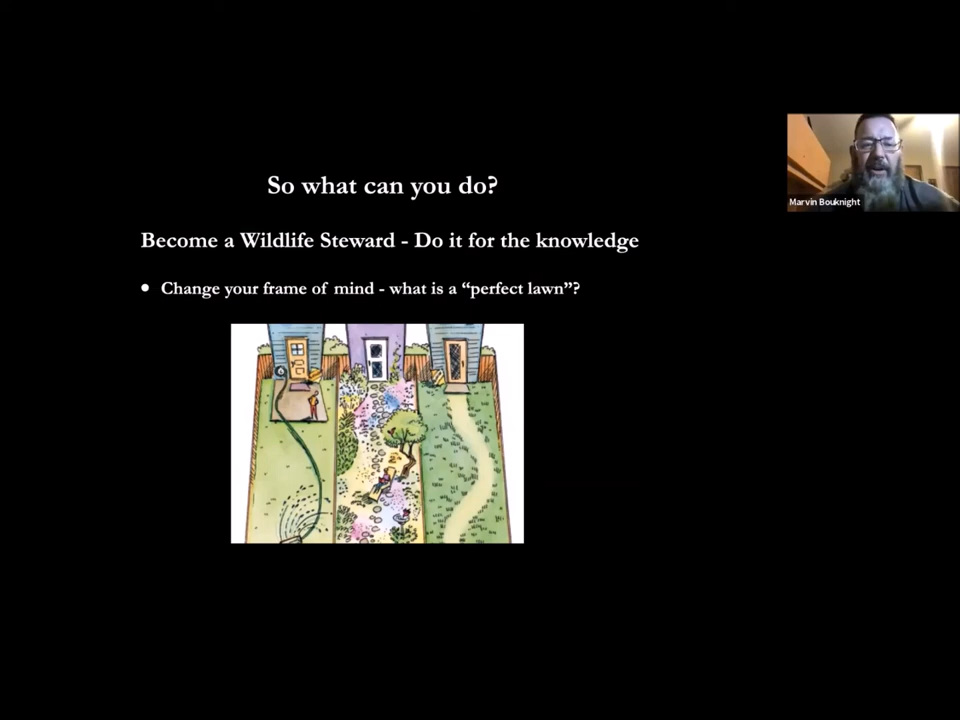 So what can you do?
Become a Wildlife Steward - Do it for the knowledge
• Change your frame of mind - what is a “perfect lawn”?
Marvin Bouknight